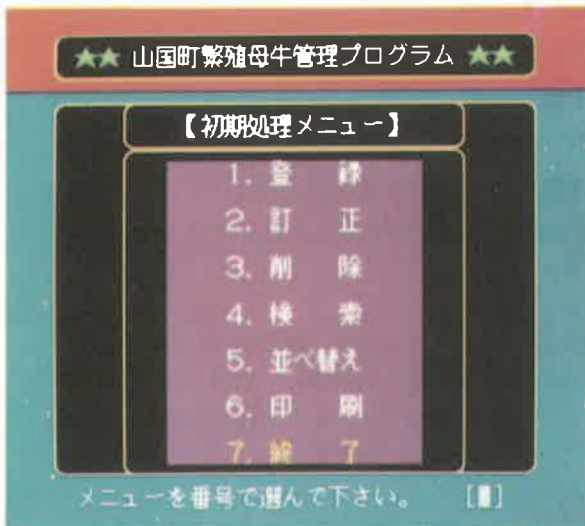 ★★ 山国町繁殖母牛管理プログラム ★★
【初期処理メニュー】
1. 登 録
2. 訂 正
3. 削 除
4. 検 索
5. 並べ替え
6. 印 刷
7. 終 了
メニューを番号で選んで下さい。 [■]